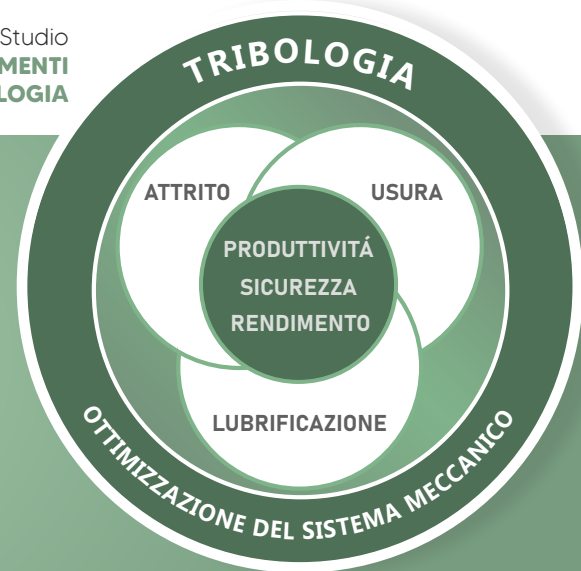 Studio
MENTI
LOGIA
TRIBOLOGIA
ATTRITO
USURA
PRODUTTIVITÁ
SICUREZZA
RENDIMENTO
LUBRIFICAZIONE
OTTIMIZZAZIONE DEL SISTEMA MECCANICO